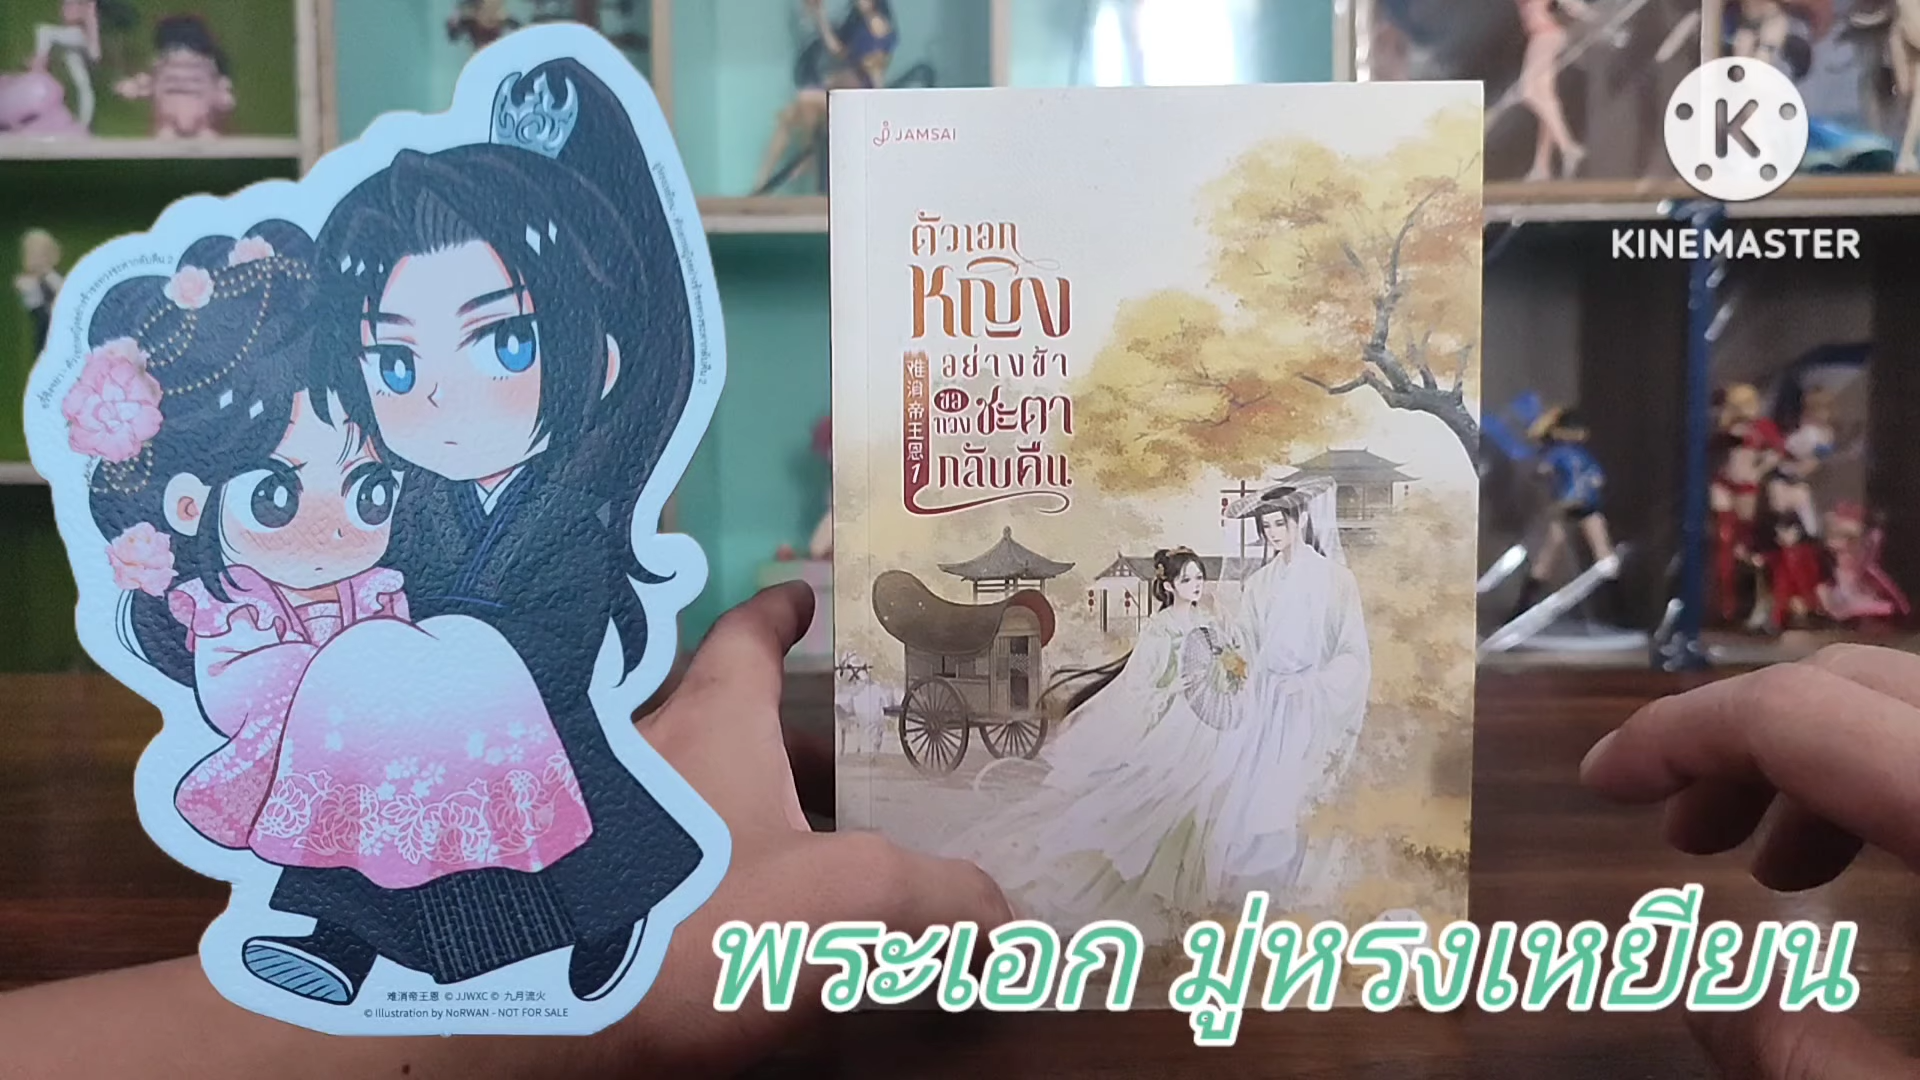 JAMSAI
ตัวเอก
หญิง
อย่างข้า
ขอ
ทวง
ชะตา
กลับคืน
难消帝王恩 1
KINEMASTER
难消帝王恩 © JJWXC © 九月流火
© Illustration by NoRWAN - NOT FOR SALE
พระเอก มู่หรงเหยียน